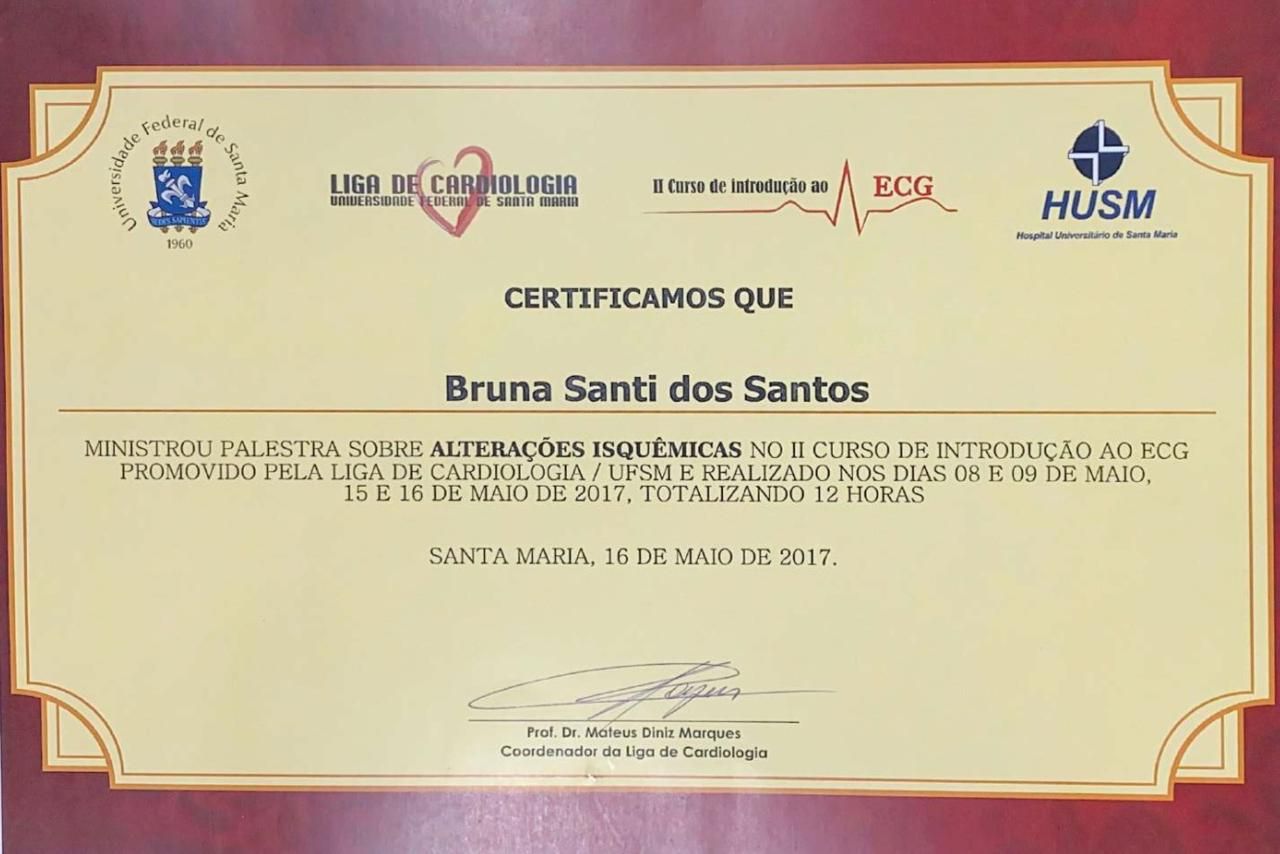 Universidade Federal de Santa Maria
SEDES SAPIENTIAE
1960
LIGA DE CARDIOLOGIA
UNIVERSIDADE FEDERAL DE SANTA MARIA
II Curso de introdução ao ECG
HUSM
Hospital Universitário de Santa Maria
CERTIFICAMOS QUE
Bruna Santi dos Santos
MINISTROU PALESTRA SOBRE ALTERAÇÕES ISQUÊMICAS NO II CURSO DE INTRODUÇÃO AO ECG
PROMOVIDO PELA LIGA DE CARDIOLOGIA / UFSM E REALIZADO NOS DIAS 08 E 09 DE MAIO,
15 E 16 DE MAIO DE 2017, TOTALIZANDO 12 HORAS
SANTA MARIA, 16 DE MAIO DE 2017.
Prof. Dr. Mateus Diniz Marques
Coordenador da Liga de Cardiologia